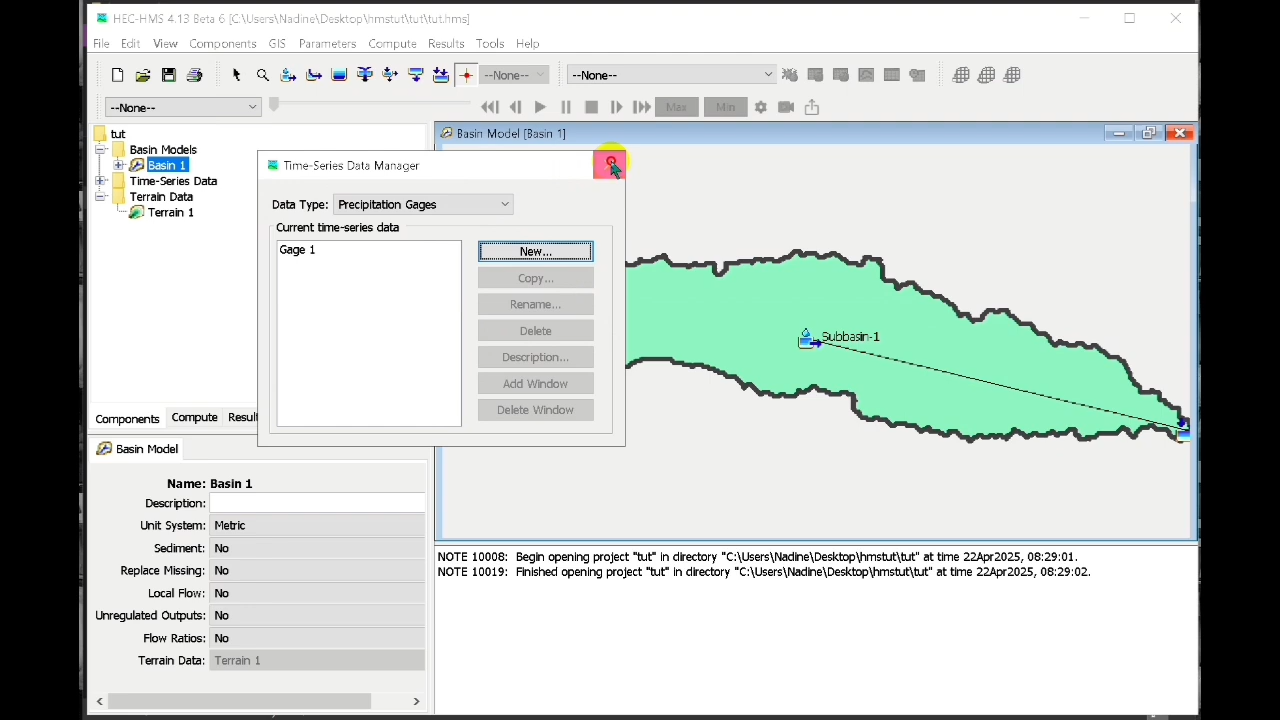 HEC-HMS 4.13 Beta 6 [C:\Users\Nadine\Desktop\hmstut\tut\tut.hms]
File Edit View Components GIS Parameters Compute Results Tools Help
--None-- --None--
--None-- Max Min
tut
Basin Models
Basin 1
Time-Series Data
Terrain Data
Terrain 1
Components Compute Result
Basin Model [Basin 1]
Subbasin-1
Time-Series Data Manager
Data Type: Precipitation Gages
Current time-series data
Gage 1
New...
Copy...
Rename...
Delete
Description...
Add Window
Delete Window
Basin Model
Name: Basin 1
Description:
Unit System: Metric
Sediment: No
Replace Missing: No
Local Flow: No
Unregulated Outputs: No
Flow Ratios: No
Terrain Data: Terrain 1
NOTE 10008: Begin opening project "tut" in directory "C:\Users\Nadine\Desktop\hmstut\tut" at time 22Apr2025, 08:29:01.
NOTE 10019: Finished opening project "tut" in directory "C:\Users\Nadine\Desktop\hmstut\tut" at time 22Apr2025, 08:29:02.